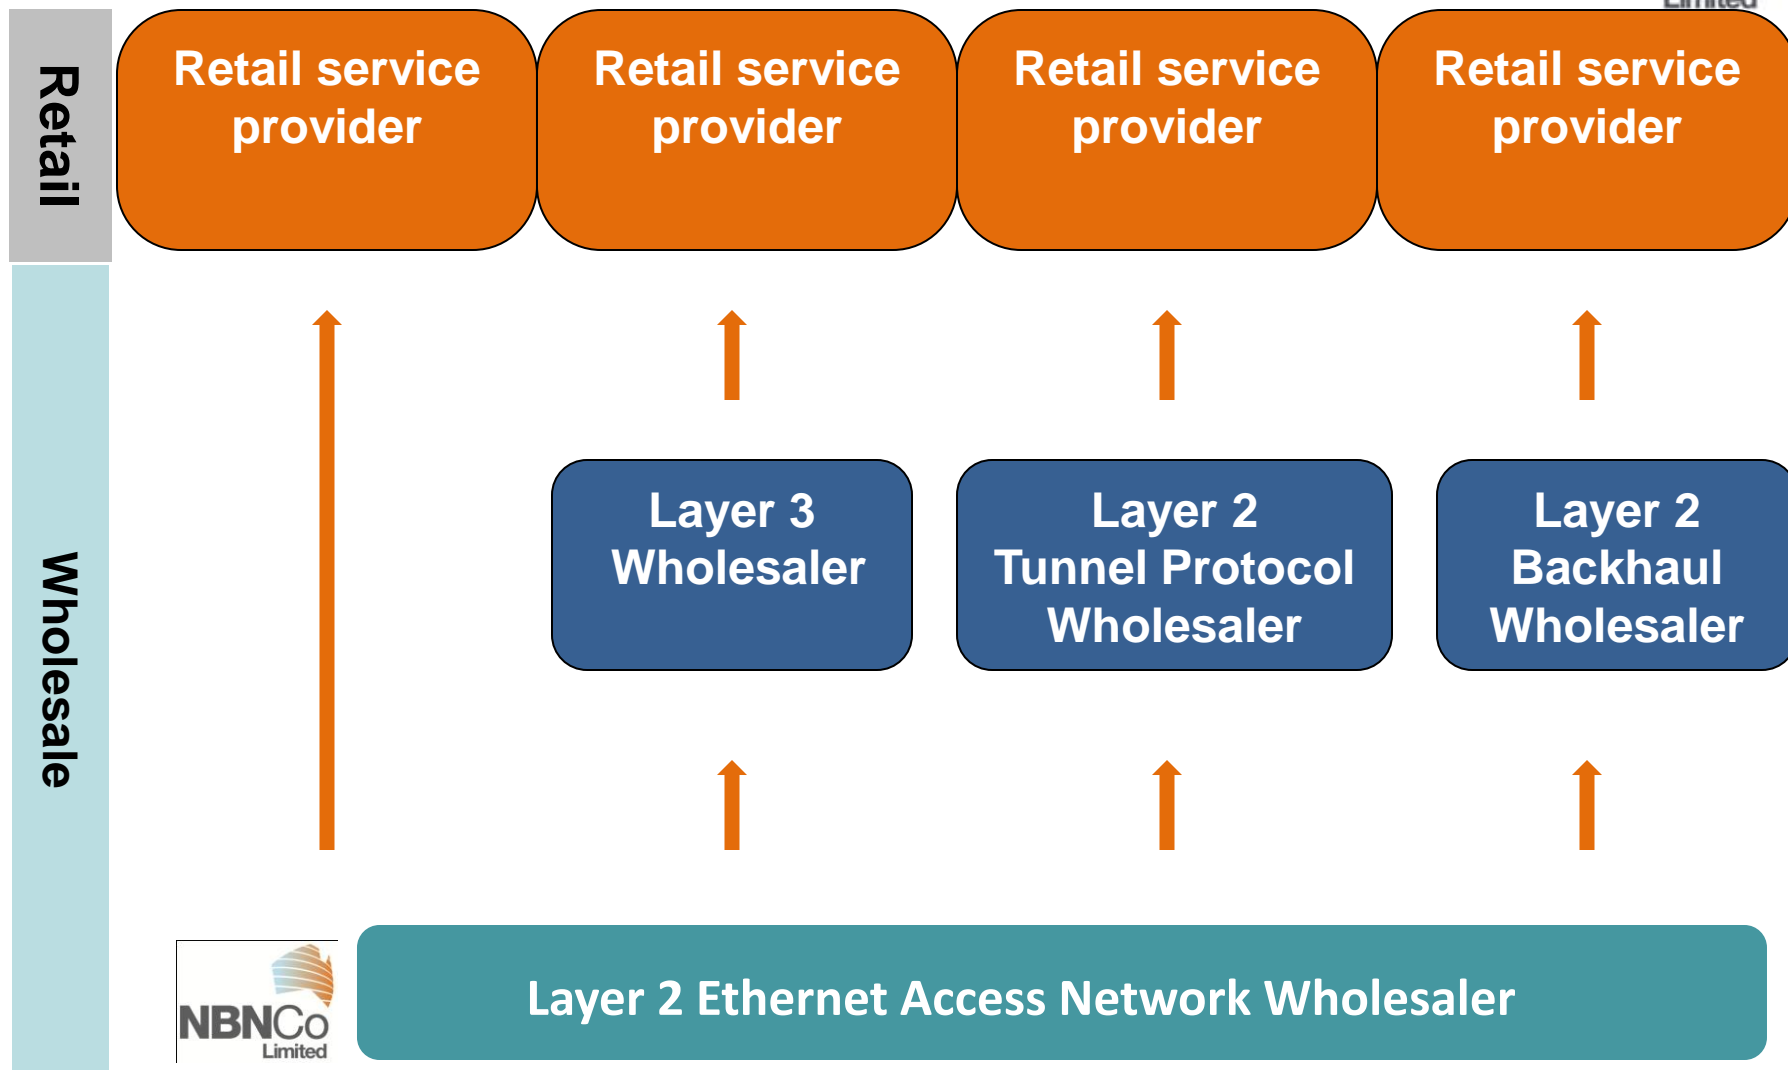 Limited
Retail
Retail service
provider
Retail service
provider
Retail service
provider
Retail service
provider
Wholesale
Layer 3
Wholesaler
Layer 2
Tunnel Protocol
Wholesaler
Layer 2
Backhaul
Wholesaler
NBNCo
Limited
Layer 2 Ethernet Access Network Wholesaler